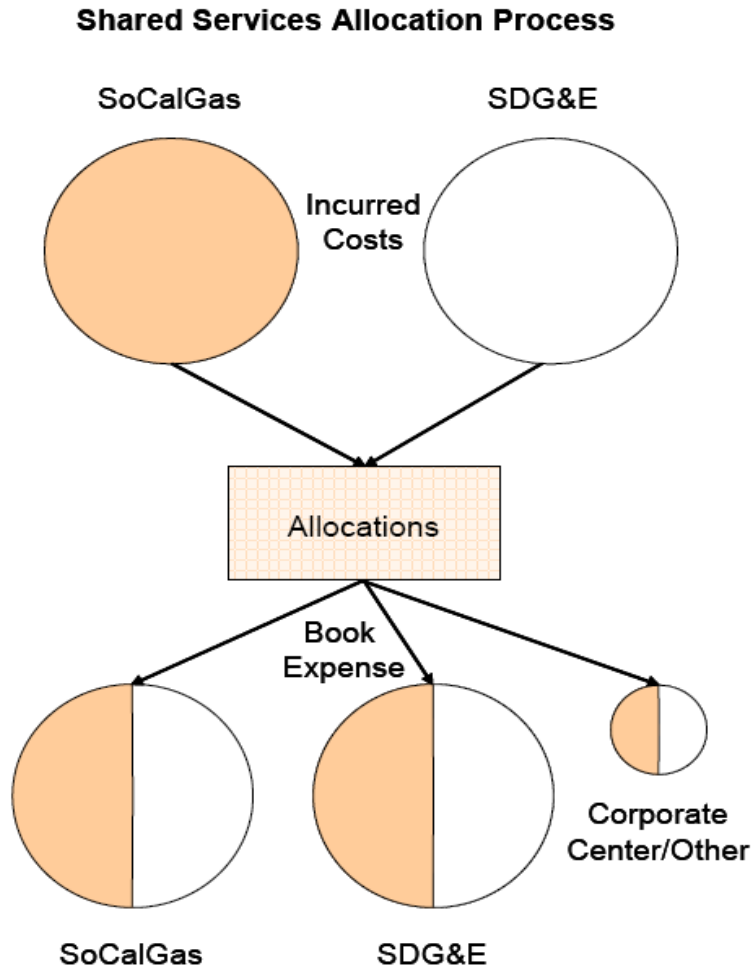 Shared Services Allocation Process
SoCalGas
SDG&E
Incurred
Costs
Allocations
Book
Expense
Corporate
Center/Other
SoCalGas
SDG&E